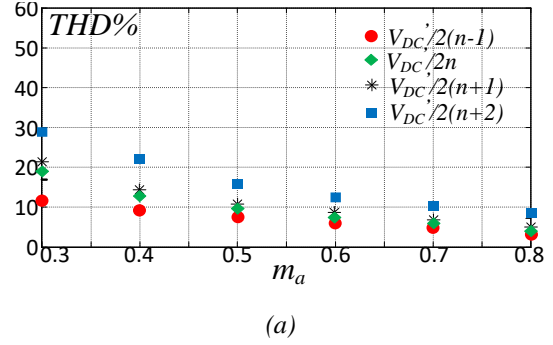 60
50
40
30
20
10
0
THD%
V_DC'/2(n-1)
V_DC'/2n
V_DC'/2(n+1)
V_DC'/2(n+2)
0.3 0.4 0.5 0.6 0.7 0.8
m_a
(a)